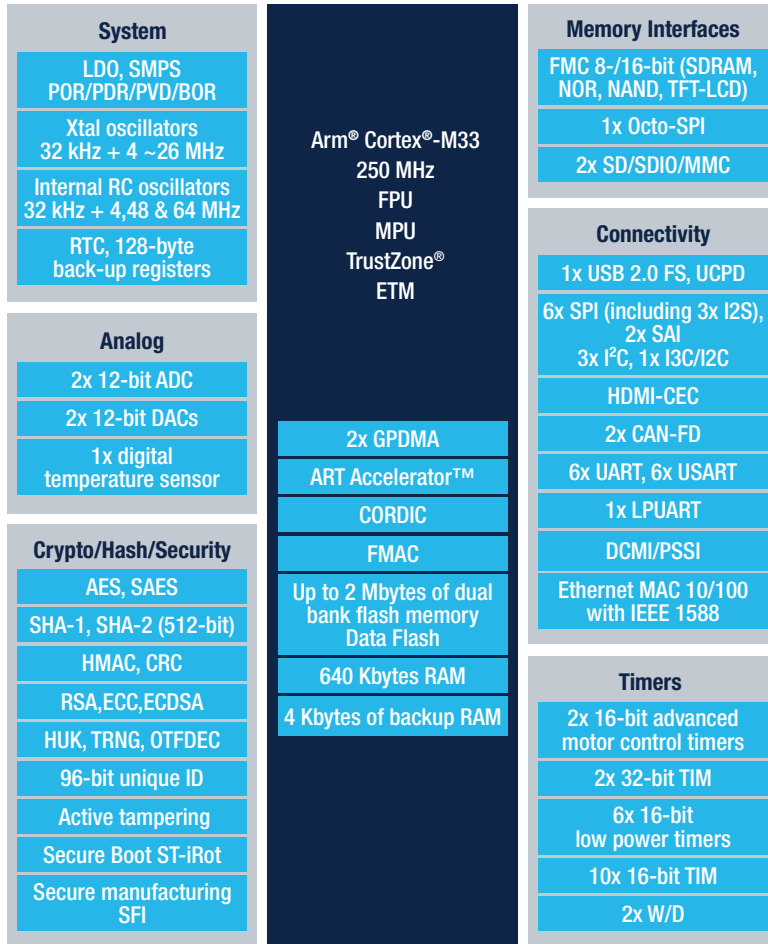 System
LDO, SMPS
POR/PDR/PVD/BOR
Xtal oscillators
32 kHz + 4 ~26 MHz
Internal RC oscillators
32 kHz + 4,48 & 64 MHz
RTC, 128-byte
back-up registers
Analog
2x 12-bit ADC
2x 12-bit DACs
1x digital
temperature sensor
Crypto/Hash/Security
AES, SAES
SHA-1, SHA-2 (512-bit)
HMAC, CRC
RSA,ECC,ECDSA
HUK, TRNG, OTFDEC
96-bit unique ID
Active tampering
Secure Boot ST-iRot
Secure manufacturing
SFI
Arm® Cortex®-M33
250 MHz
FPU
MPU
TrustZone®
ETM
2x GPDMA
ART Accelerator™
CORDIC
FMAC
Up to 2 Mbytes of dual
bank flash memory
Data Flash
640 Kbytes RAM
4 Kbytes of backup RAM
Memory Interfaces
FMC 8-/16-bit (SDRAM,
NOR, NAND, TFT-LCD)
1x Octo-SPI
2x SD/SDIO/MMC
Connectivity
1x USB 2.0 FS, UCPD
6x SPI (including 3x I2S),
2x SAI
3x I²C, 1x I3C/I2C
HDMI-CEC
2x CAN-FD
6x UART, 6x USART
1x LPUART
DCMI/PSSI
Ethernet MAC 10/100
with IEEE 1588
Timers
2x 16-bit advanced
motor control timers
2x 32-bit TIM
6x 16-bit
low power timers
10x 16-bit TIM
2x W/D